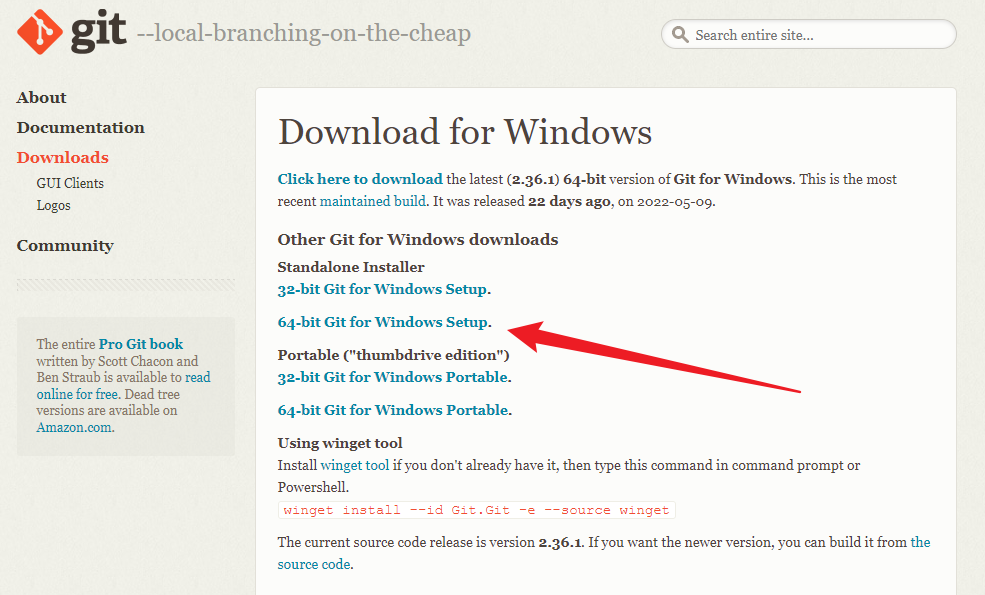 git --local-branching-on-the-cheap
Search entire site...
About
Documentation
Downloads
GUI Clients
Logos
Community
The entire Pro Git book
written by Scott Chacon and
Ben Straub is available to read
online for free. Dead tree
versions are available on
Amazon.com.
Download for Windows
Click here to download the latest (2.36.1) 64-bit version of Git for Windows. This is the most
recent maintained build. It was released 22 days ago, on 2022-05-09.
Other Git for Windows downloads
Standalone Installer
32-bit Git for Windows Setup.
64-bit Git for Windows Setup.
Portable ("thumbdrive edition")
32-bit Git for Windows Portable.
64-bit Git for Windows Portable.
Using winget tool
Install winget tool if you don't already have it, then type this command in command prompt or
Powershell.
winget install --id Git.Git -e --source winget
The current source code release is version 2.36.1. If you want the newer version, you can build it from the
source code.